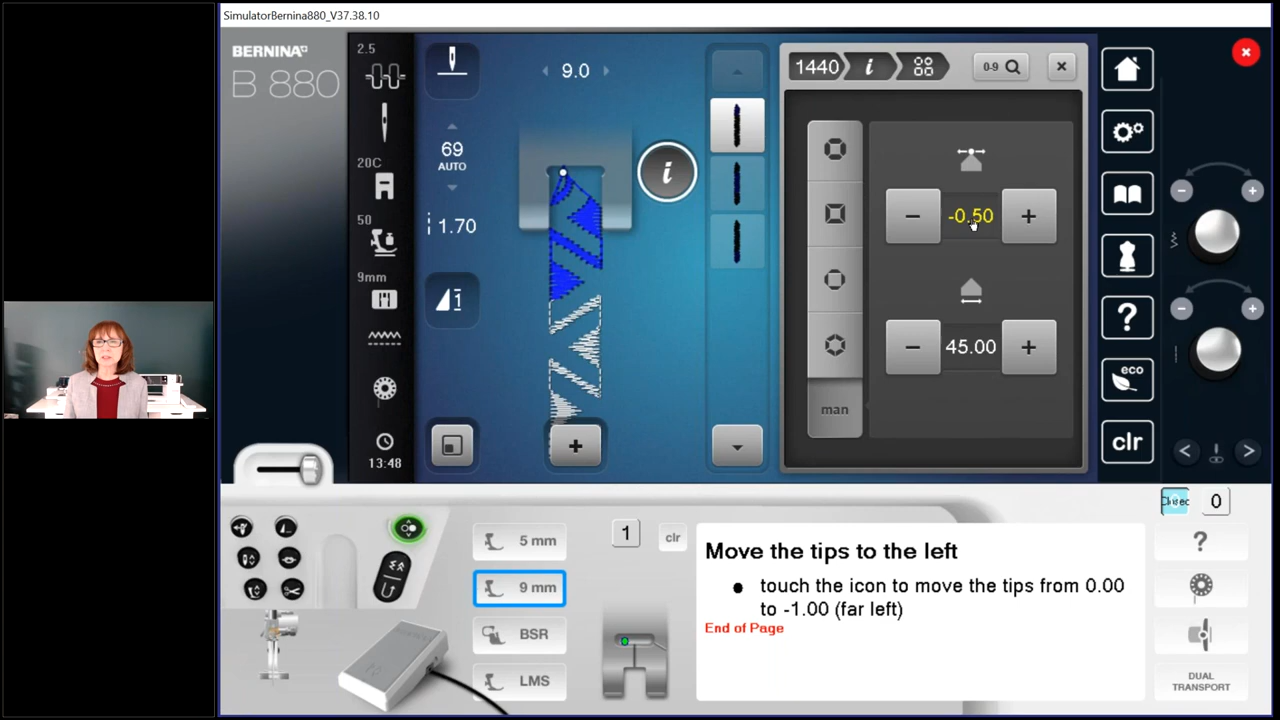 SimulatorBernina880_V37.38.10
BERNINA
B 880
2.5
20C
50
9mm
13:48
9.0
69
AUTO
1.70
1
i
1440
i
0-9
-0.50
45.00
man
?
eco
clr
5 mm
9 mm
BSR
LMS
1
clr
Move the tips to the left
touch the icon to move the tips from 0.00
to -1.00 (far left)
End of Page
0
?
DUAL
TRANSPORT